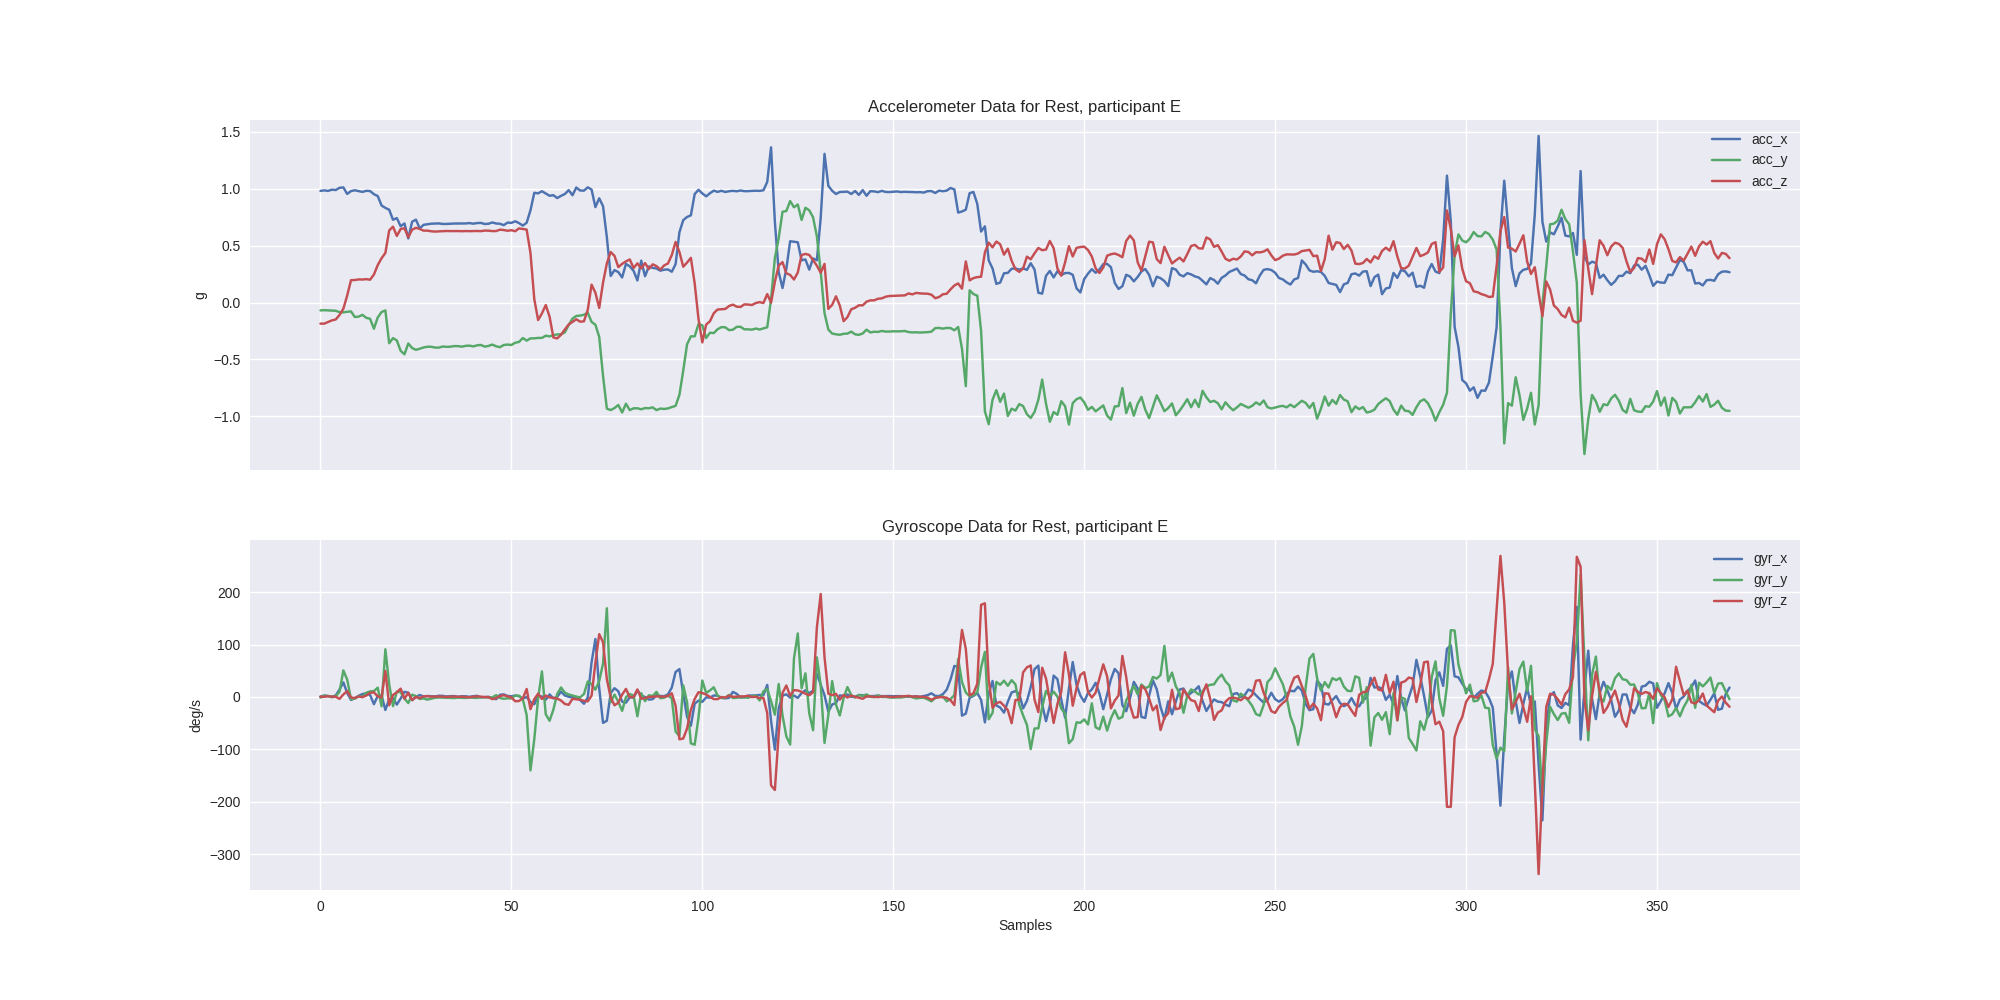 Accelerometer Data for Rest, participant E
1.5
1.0
0.5
0.0
−0.5
−1.0
g
acc_x
acc_y
acc_z
Gyroscope Data for Rest, participant E
200
100
0
−100
−200
−300
deg/s
gyr_x
gyr_y
gyr_z
0 50 100 150 200 250 300 350
Samples